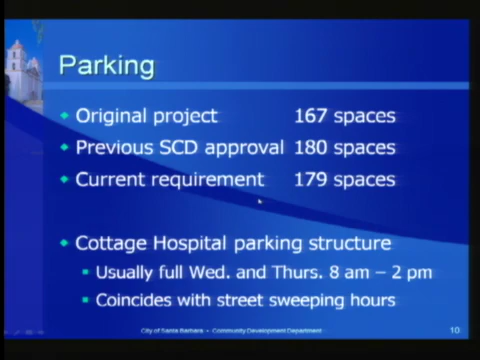 Parking
Original project 167 spaces
Previous SCD approval 180 spaces
Current requirement 179 spaces
Cottage Hospital parking structure
Usually full Wed. and Thurs. 8 am – 2 pm
Coincides with street sweeping hours
City of Santa Barbara • Community Development Department 10